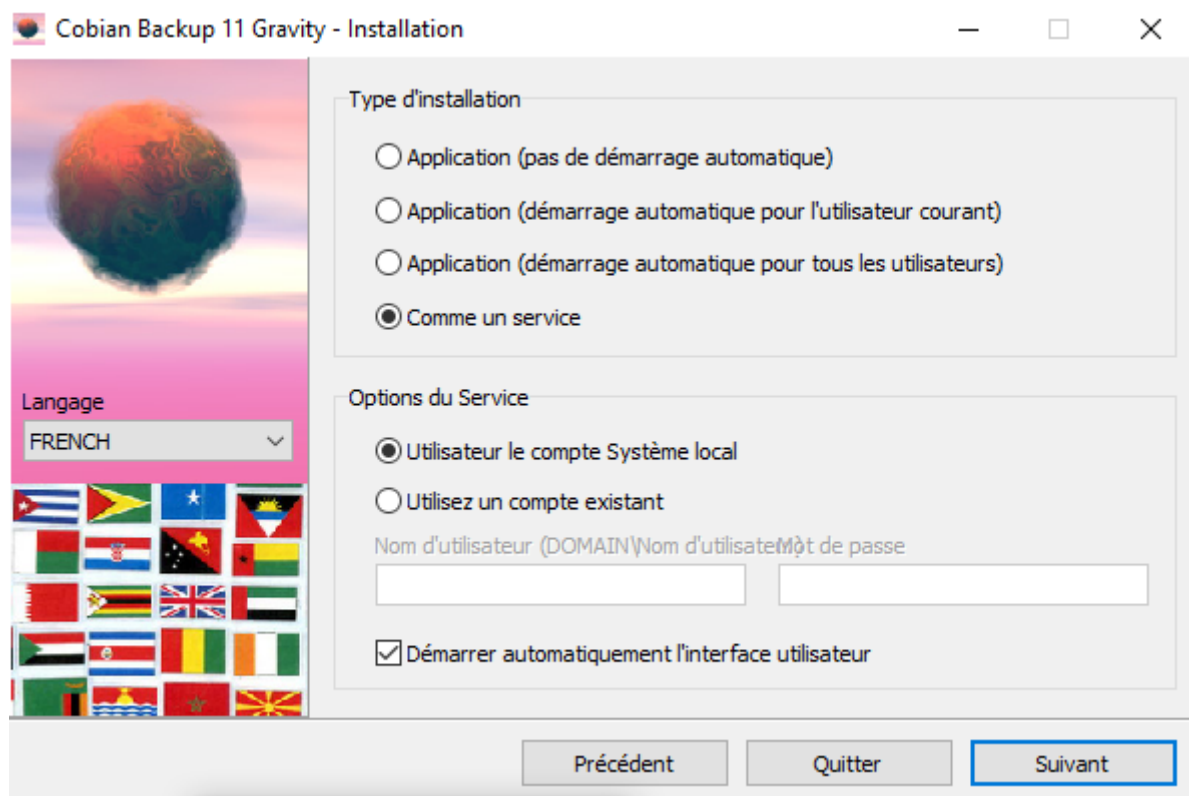 Cobian Backup 11 Gravity - Installation
Type d'installation
Application (pas de démarrage automatique)
Application (démarrage automatique pour l'utilisateur courant)
Application (démarrage automatique pour tous les utilisateurs)
Comme un service
Langage
FRENCH
Options du Service
Utilisateur le compte Système local
Utilisez un compte existant
Nom d'utilisateur (DOMAIN\Nom d'utilisateur) Mot de passe
Démarrer automatiquement l'interface utilisateur
Précédent Quitter Suivant